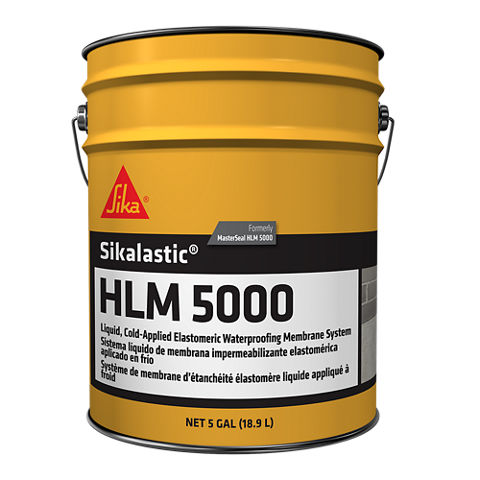 Sika
Formerly
MasterSeal HLM 5000
Sikalastic®
HLM 5000
Liquid, Cold-Applied Elastomeric Waterproofing Membrane System
Sistema líquido de membrana impermeabilizante elastomérica
aplicado en frío
Système de membrane d'étanchéité élastomère liquide appliqué à
froid
NET 5 GAL (18.9 L)